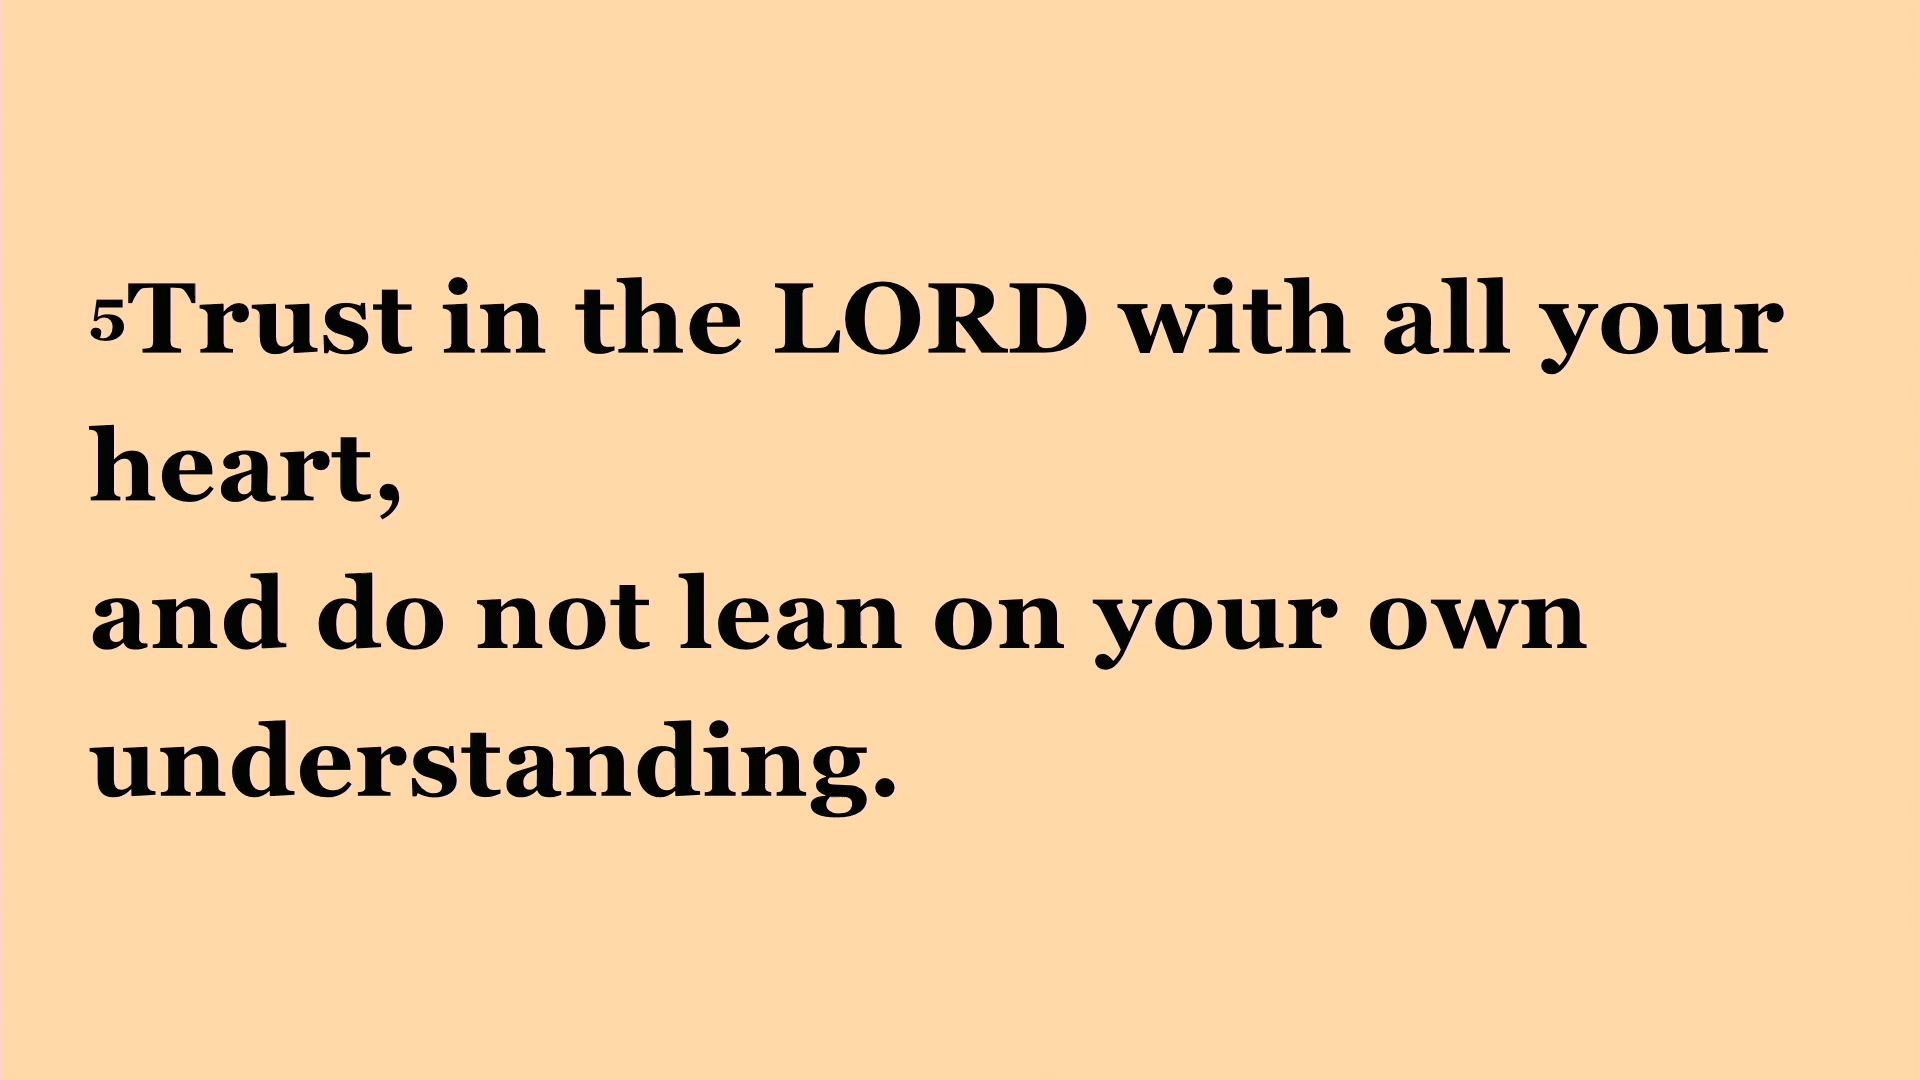 ⁵Trust in the LORD with all your
heart,
and do not lean on your own
understanding.